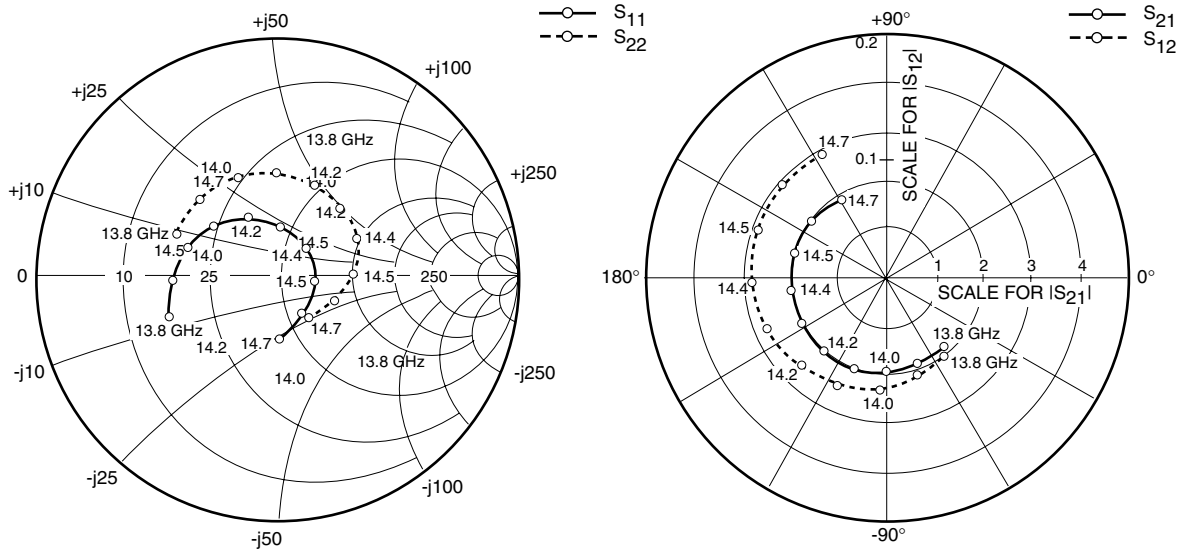 S11
S22
+j50
+j25
+j100
+j10
+j250
0
10
25
250
-j10
-j250
-j25
-j100
-j50
13.8 GHz
14.0
14.7
14.2
14.2
14.4
14.5
14.7
13.8 GHz
14.5
14.0
14.2
14.4
14.5
14.5
14.7
13.8 GHz
14.2
14.0
13.8 GHz
S21
S12
+90°
0.2
SCALE FOR |S12|
0.1
180°
0°
1
2
3
4
SCALE FOR |S21|
-90°
14.7
14.7
14.5
14.5
14.4
14.4
14.2
14.2
14.0
14.0
13.8 GHz
13.8 GHz